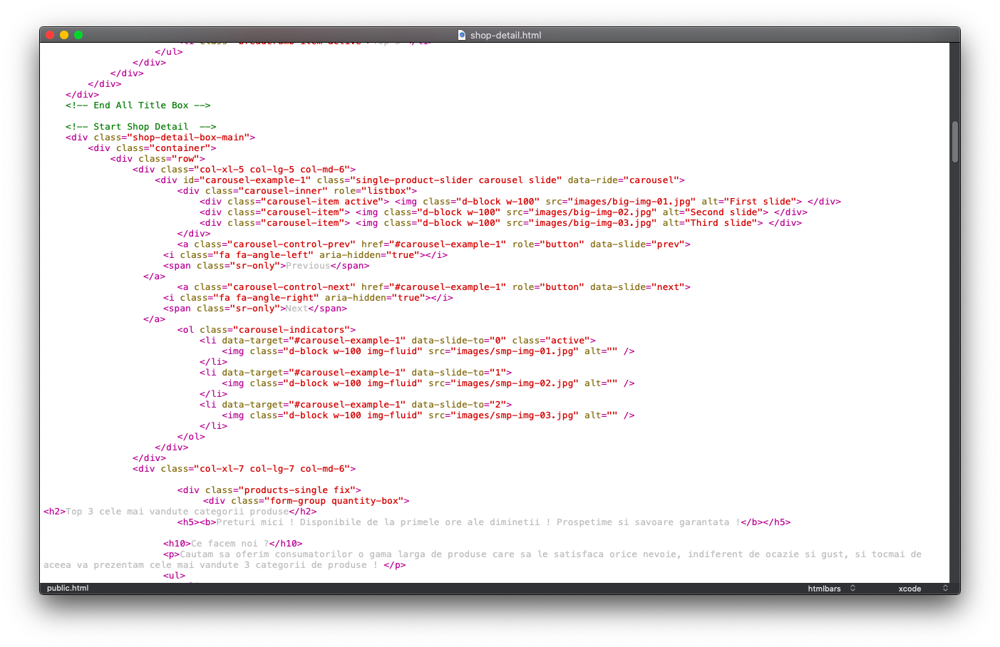 shop-detail.html
</ul>
</div>
</div>
</div>
</div>
<!-- End All Title Box -->
<!-- Start Shop Detail  -->
<div class="shop-detail-box-main">
<div class="container">
<div class="row">
<div class="col-xl-5 col-lg-5 col-md-6">
<div id="carousel-example-1" class="single-product-slider carousel slide" data-ride="carousel">
<div class="carousel-inner" role="listbox">
<div class="carousel-item active"> <img class="d-block w-100" src="images/big-img-01.jpg" alt="First slide"> </div>
<div class="carousel-item"> <img class="d-block w-100" src="images/big-img-02.jpg" alt="Second slide"> </div>
<div class="carousel-item"> <img class="d-block w-100" src="images/big-img-03.jpg" alt="Third slide"> </div>
</div>
<a class="carousel-control-prev" href="#carousel-example-1" role="button" data-slide="prev">
<i class="fa fa-angle-left" aria-hidden="true"></i>
<span class="sr-only">Previous</span>
</a>
<a class="carousel-control-next" href="#carousel-example-1" role="button" data-slide="next">
<i class="fa fa-angle-right" aria-hidden="true"></i>
<span class="sr-only">Next</span>
</a>
<ol class="carousel-indicators">
<li data-target="#carousel-example-1" data-slide-to="0" class="active">
<img class="d-block w-100 img-fluid" src="images/smp-img-01.jpg" alt="" />
</li>
<li data-target="#carousel-example-1" data-slide-to="1">
<img class="d-block w-100 img-fluid" src="images/smp-img-02.jpg" alt="" />
</li>
<li data-target="#carousel-example-1" data-slide-to="2">
<img class="d-block w-100 img-fluid" src="images/smp-img-03.jpg" alt="" />
</li>
</ol>
</div>
</div>
<div class="col-xl-7 col-lg-7 col-md-6">
<div class="products-single fix">
<div class="form-group quantity-box">
<h2>Top 3 cele mai vandute categorii produse</h2>
<h5><b>Preturi mici ! Disponibile de la primele ore ale diminetii ! Prospetime si savoare garantata !</b></h5>
<h10>Ce facem noi ?</h10>
<p>Cautam sa oferim consumatorilor o gama larga de produse care sa le satisfaca orice nevoie, indiferent de ocazie si gust, si tocmai de
aceea va prezentam cele mai vandute 3 categorii de produse ! </p>
<ul>
public.html
htmlbars
xcode